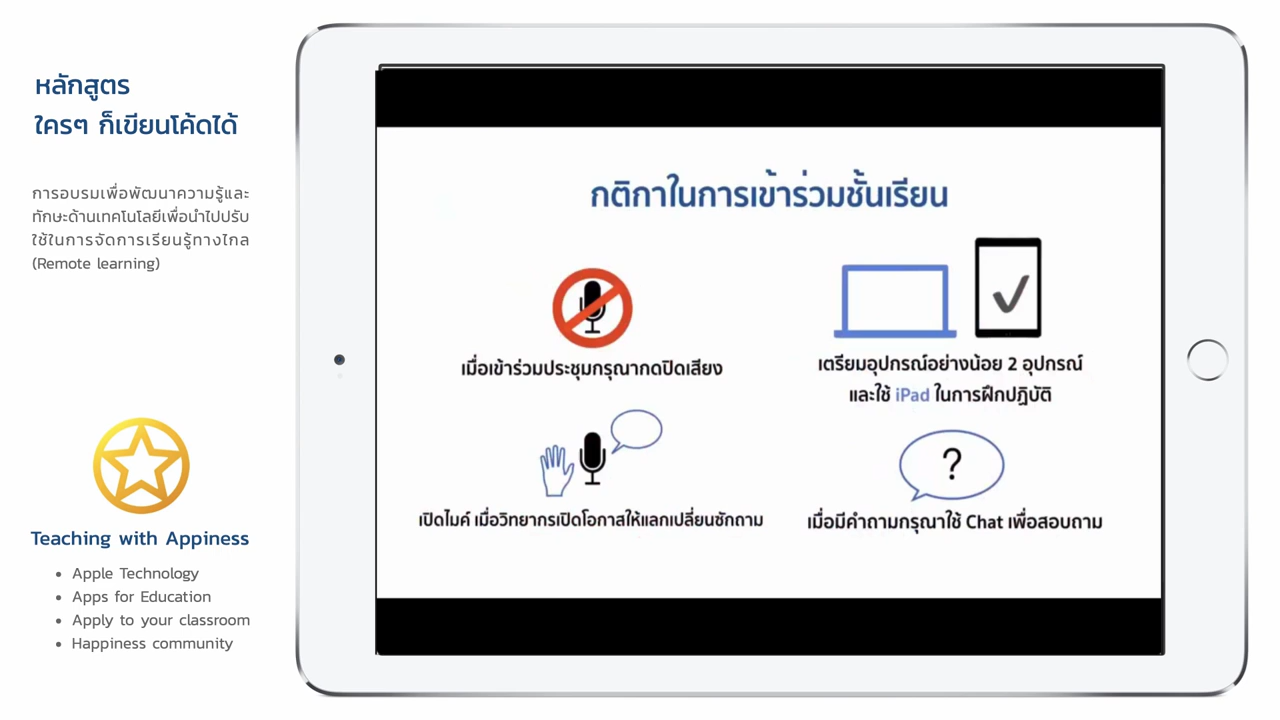 หลักสูตร
ใครๆ ก็เขียนโค้ดได้
การอบรมเพื่อพัฒนาความรู้และ
ทักษะด้านเทคโนโลยีเพื่อนำไปปรับ
ใช้ในการจัดการเรียนรู้ทางไกล
(Remote learning)
Teaching with Appiness
• Apple Technology
• Apps for Education
• Apply to your classroom
• Happiness community
กติกาในการเข้าร่วมชั้นเรียน
เมื่อเข้าร่วมประชุมกรุณากดปิดเสียง
เตรียมอุปกรณ์อย่างน้อย 2 อุปกรณ์
และใช้ iPad ในการฝึกปฏิบัติ
เปิดไมค์ เมื่อวิทยากรเปิดโอกาสให้แลกเปลี่ยนซักถาม
?
เมื่อมีคำถามกรุณาใช้ Chat เพื่อสอบถาม